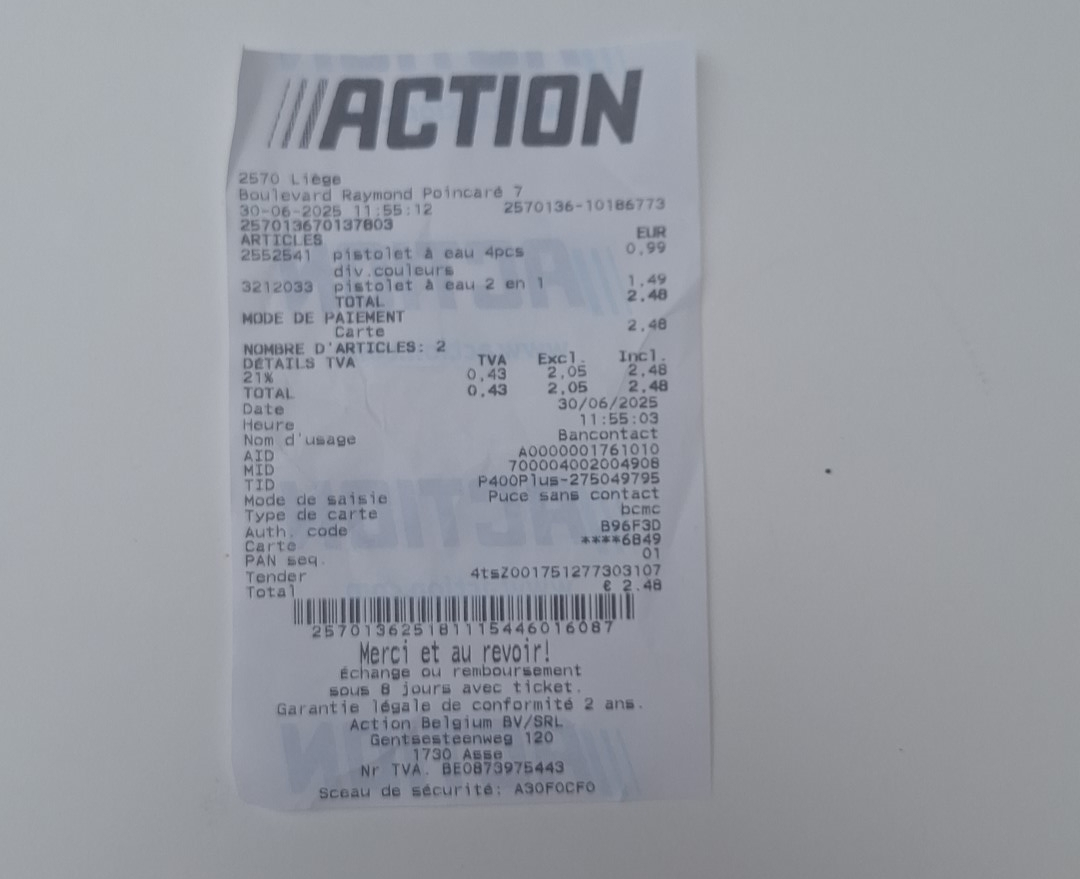 ACTION
2570 Liège
Boulevard Raymond Poincaré 7
30-06-2025 11:55:12 2570136-10186773
257013670137803
ARTICLES EUR
2552541 pistolet à eau 4pcs 0,99
div.couleurs
3212033 pistolet à eau 2 en 1 1,49
TOTAL 2,48
MODE DE PAIEMENT
Carte 2,48
NOMBRE D'ARTICLES: 2
DÉTAILS TVA TVA Excl. Incl.
21% 0,43 2,05 2,48
TOTAL 0,43 2,05 2,48
Date 30/06/2025
Heure 11:55:03
Nom d'usage Bancontact
AID A0000001761010
MID 700004002004908
TID P400Plus-275049795
Mode de saisie Puce sans contact
Type de carte bcmc
Auth. code B96F3D
Carte ****6849
PAN seq. 01
Tender 4tsZ001751277303107
Total € 2,48
257013625181115446016087
Merci et au revoir!
Échange ou remboursement
sous 8 jours avec ticket.
Garantie légale de conformité 2 ans.
Action Belgium BV/SRL
Gentsesteenweg 120
1730 Asse
Nr TVA. BE0873975443
Sceau de sécurité: A30F0CF0